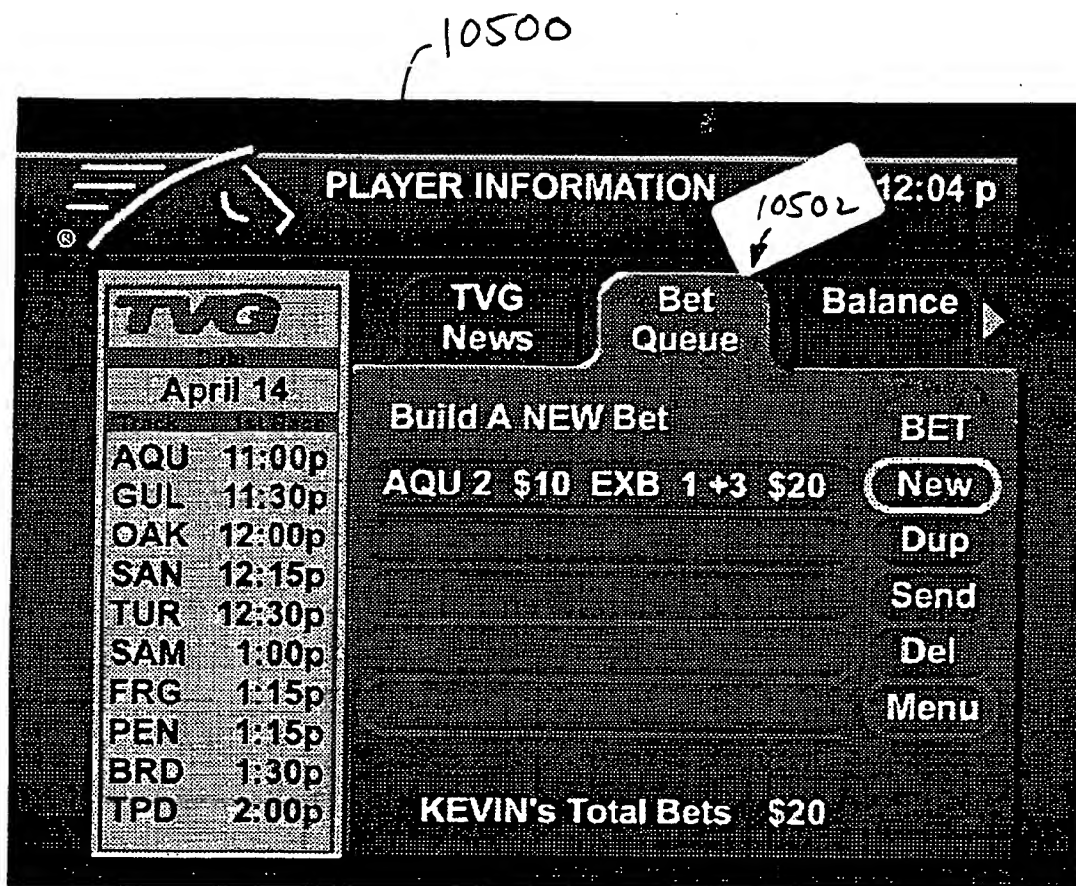 10500
PLAYER INFORMATION
10502
12:04 p
®
TVG
TVG
News
Bet
Queue
Balance
April 14
Track 1st Race
AQU 11:00p
GUL 11:30p
OAK 12:00p
SAN 12:15p
TUR 12:30p
SAM 1:00p
FRG 1:15p
PEN 1:15p
BRD 1:30p
TPD 2:00p
Build A NEW Bet
AQU 2 $10 EXB 1 +3 $20
KEVIN's Total Bets $20
BET
New
Dup
Send
Del
Menu